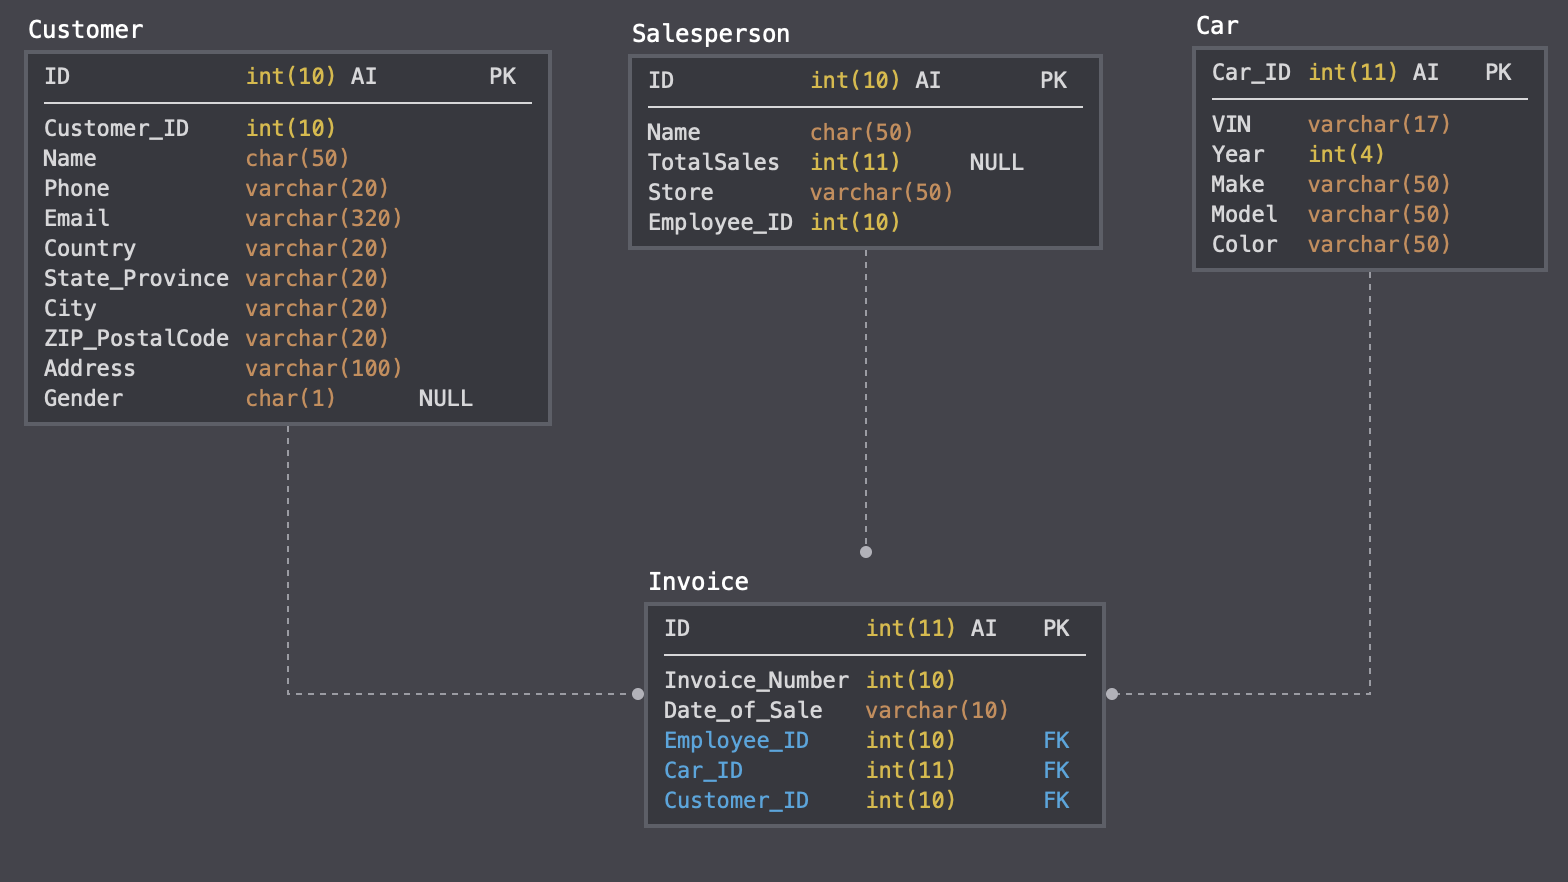 Customer
ID int(10) AI PK
Customer_ID int(10)
Name char(50)
Phone varchar(20)
Email varchar(320)
Country varchar(20)
State_Province varchar(20)
City varchar(20)
ZIP_PostalCode varchar(20)
Address varchar(100)
Gender char(1) NULL
Salesperson
ID int(10) AI PK
Name char(50)
TotalSales int(11) NULL
Store varchar(50)
Employee_ID int(10)
Car
Car_ID int(11) AI PK
VIN varchar(17)
Year int(4)
Make varchar(50)
Model varchar(50)
Color varchar(50)
Invoice
ID int(11) AI PK
Invoice_Number int(10)
Date_of_Sale varchar(10)
Employee_ID int(10) FK
Car_ID int(11) FK
Customer_ID int(10) FK